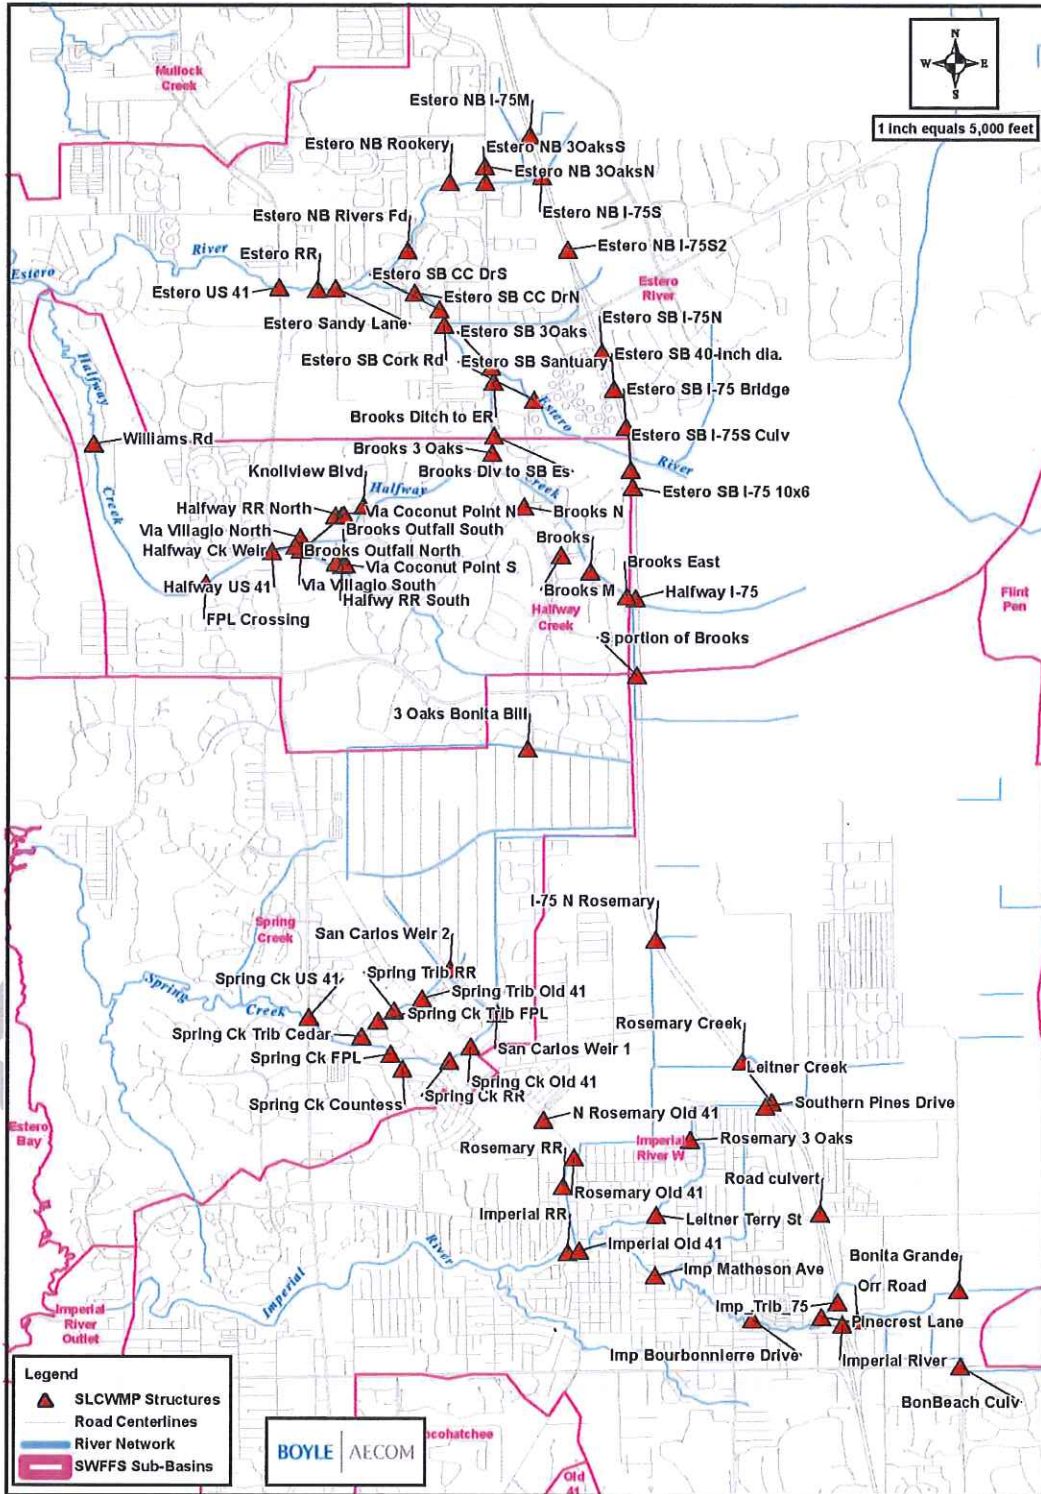 N
W E
S
1 inch equals 5,000 feet
Mullock
Creek
Estero NB I-75M
Estero NB 3OaksS
Estero NB Rookery
Estero NB 3OaksN
Estero NB I-75S
Estero NB Rivers Fd
Estero NB I-75S2
River
Estero RR
Estero
Estero SB CC DrS
Estero
River
Estero US 41
Estero SB CC DrN
Estero SB I-75N
Estero Sandy Lane
Estero SB 3Oaks
Estero SB Cork Rd
Estero SB Santuary
Estero SB 40-inch dia.
Halfway
Estero SB I-75 Bridge
Estero
Brooks Ditch to ER
Estero SB I-75S Culv
Williams Rd
Brooks 3 Oaks
River
Knollview Blvd
Brooks Div to SB Es
Creek
Halfway
Creek
Estero SB I-75 10x6
Halfway RR North
Via Coconut Point N
Brooks N
Via Villagio North
Brooks Outfall South
Brooks
Halfway Ck Weir
Brooks Outfall North
Via Coconut Point S
Brooks East
Halfway US 41
Via Villagio South
Brooks M
Halfway I-75
Halfwy RR South
Halfway
Creek
Flint
Pen
FPL Crossing
S portion of Brooks
3 Oaks Bonita Bill
I-75 N Rosemary
Spring
Creek
San Carlos Weir 2
Spring Trib RR
Spring Ck US 41
Spring
Creek
Spring Trib Old 41
Spring Ck Trib FPL
Spring Ck Trib Cedar
Rosemary Creek
Spring Ck FPL
San Carlos Weir 1
Leitner Creek
Spring Ck Old 41
Spring Ck RR
Spring Ck Countess
Southern Pines Drive
N Rosemary Old 41
Estero
Bay
Imperial
River W
Rosemary 3 Oaks
Rosemary RR
Road culvert
Rosemary Old 41
Imperial RR
Leitner Terry St
Imperial Old 41
River
Bonita Grande
Imp Matheson Ave
Imperial
Orr Road
Imp_Trib_75
Imperial
River
Outlet
Pinecrest Lane
Imp Bourbonnierre Drive
Imperial River
BonBeach Culv
Legend
SLCWMP Structures
Road Centerlines
River Network
SWFFS Sub-Basins
BOYLE | AECOM
ocohatchee
Old
41